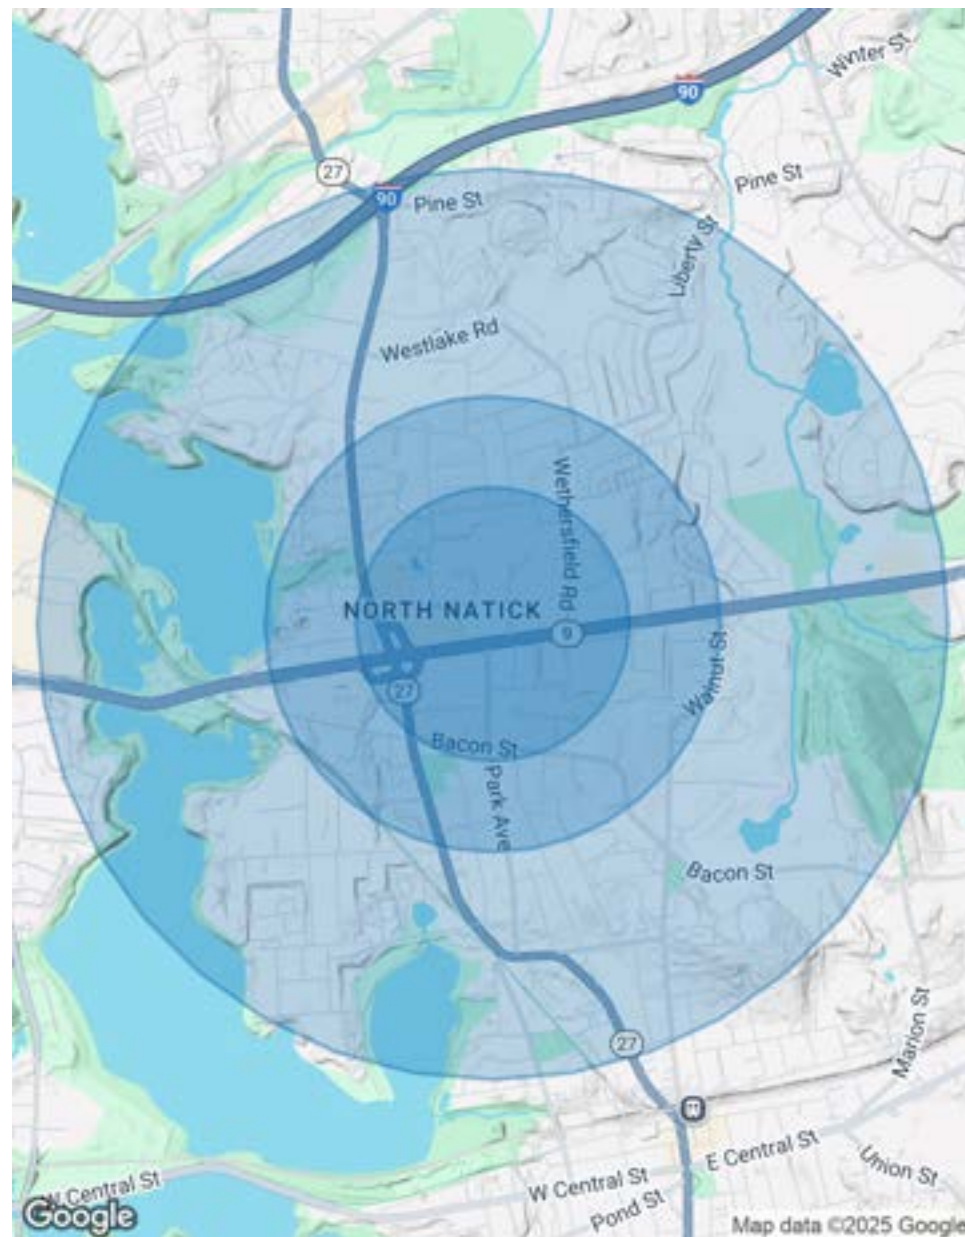 Winter St
90
27
Pine St
90
Pine St
Liberty St
Westlake Rd
Wethersfield Rd
NORTH NATICK
9
Walnut St
27
Bacon St
Park Ave
Bacon St
Marion St
27
E Central St
Union St
W Central St
W Central St
Pond St
Google
Map data ©2025 Google